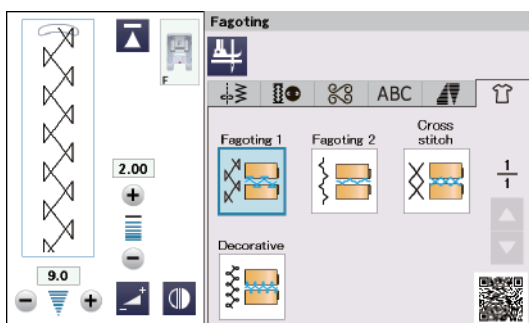 Fagoting
F
ABC
Fagoting 1
Fagoting 2
Cross
stitch
2.00
1
1
Decorative
9.0